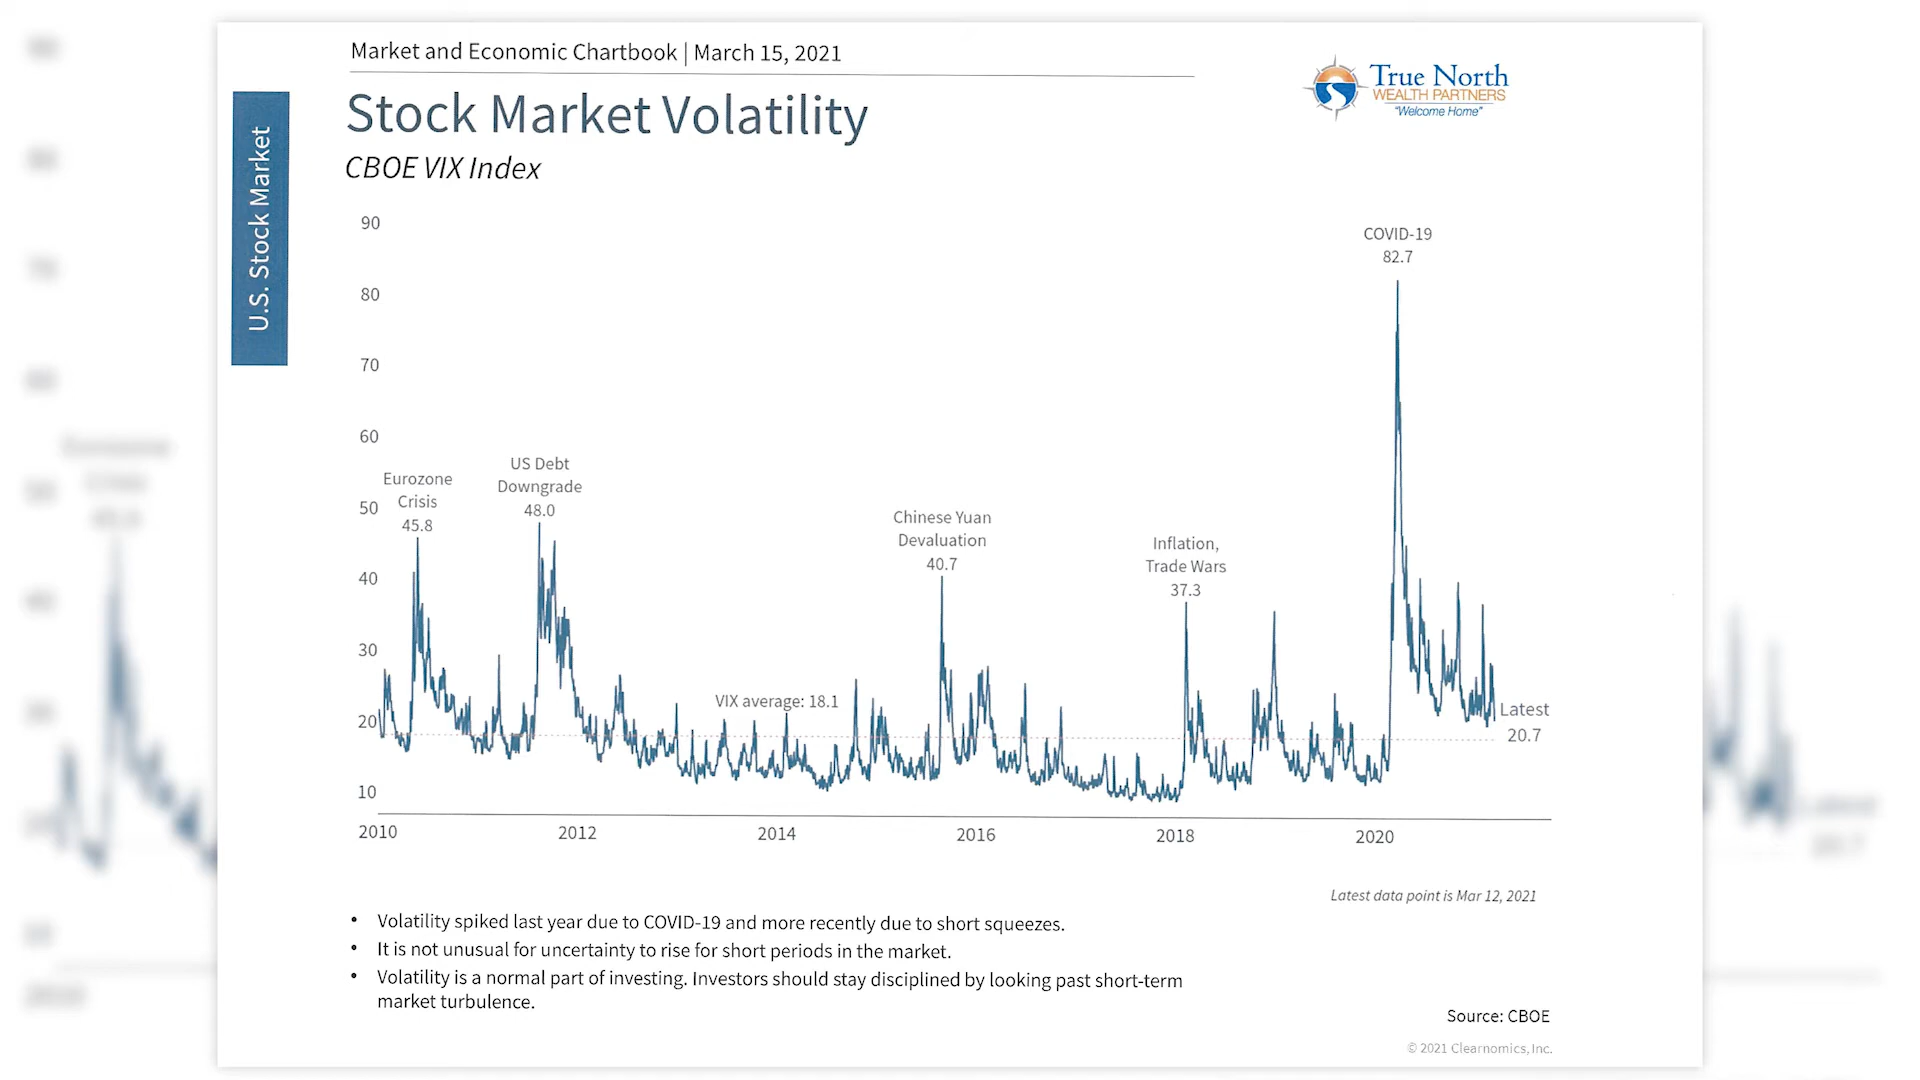 Market and Economic Chartbook | March 15, 2021
True North
WEALTH PARTNERS
"Welcome Home"
U.S. Stock Market
Stock Market Volatility
CBOE VIX Index
90
80
70
60
50
40
30
20
10
Eurozone
Crisis
45.8
US Debt
Downgrade
48.0
VIX average: 18.1
Chinese Yuan
Devaluation
40.7
Inflation,
Trade Wars
37.3
COVID-19
82.7
Latest
20.7
2010
2012
2014
2016
2018
2020
Latest data point is Mar 12, 2021
• Volatility spiked last year due to COVID-19 and more recently due to short squeezes.
• It is not unusual for uncertainty to rise for short periods in the market.
• Volatility is a normal part of investing. Investors should stay disciplined by looking past short-term
market turbulence.
Source: CBOE
© 2021 Clearnomics, Inc.